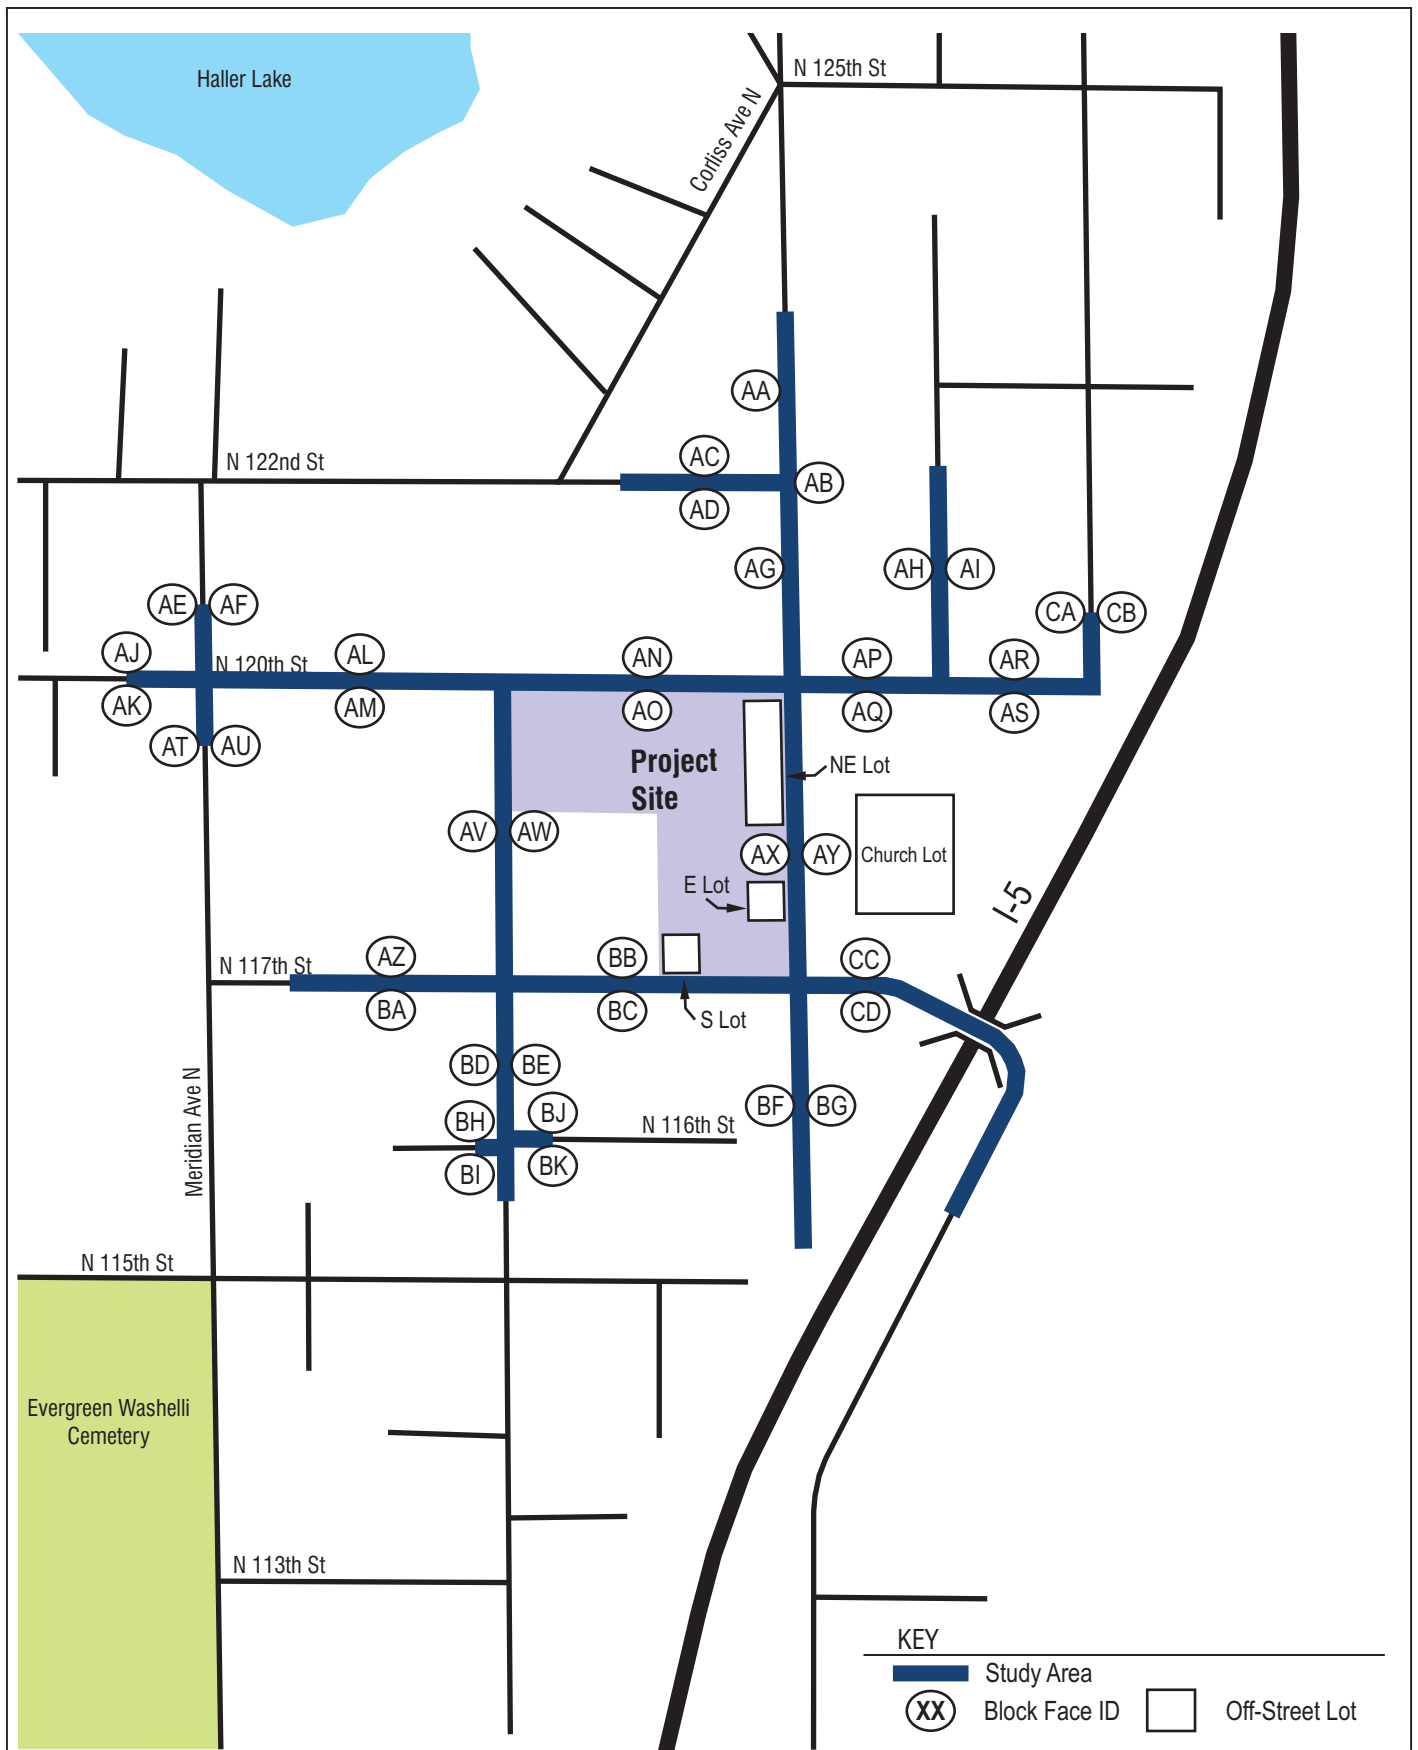 Haller Lake
N 125th St
Corliss Ave N
AA
N 122nd St
AC
AB
AD
AG
AH
AI
AE
AF
CA
CB
AJ
N 120th St
AL
AN
AP
AR
AK
AM
AO
AQ
AS
AT
AU
Project
Site
NE Lot
AV
AW
AX
AY
Church Lot
E Lot
I-5
N 117th St
AZ
BB
CC
BA
BC
S Lot
CD
BD
BE
Meridian Ave N
BH
BJ
N 116th St
BF
BG
BI
BK
N 115th St
Evergreen Washelli
Cemetery
N 113th St
KEY
Study Area
XX
Block Face ID
Off-Street Lot